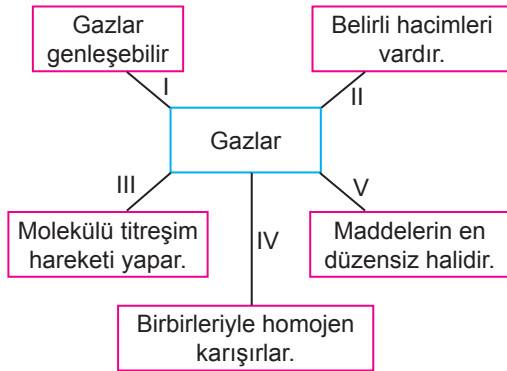 Gazlar
genleşebilir
Belirli hacimleri
vardır.
I
II
Gazlar
III
V
Molekülü titreşim
hareketi yapar.
IV
Maddelerin en
düzensiz halidir.
Birbirleriyle homojen
karışırlar.